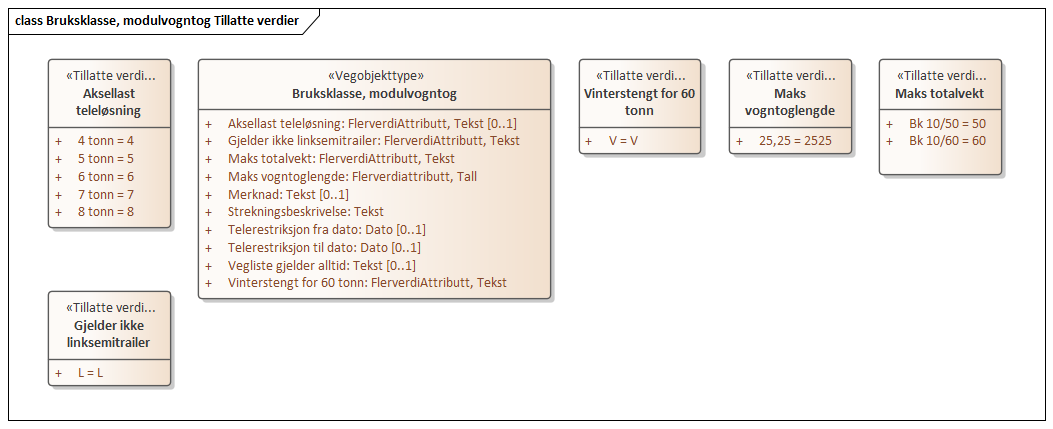 class Bruksklasse, modulvogntog Tillatte verdier
«Tillatte verdi...
Aksellast
teleløsning
+ 4 tonn = 4
+ 5 tonn = 5
+ 6 tonn = 6
+ 7 tonn = 7
+ 8 tonn = 8
«Vegobjekttype»
Bruksklasse, modulvogntog
+ Aksellast teleløsning: FlerverdiAttributt, Tekst [0..1]
+ Gjelder ikke linksemitrailer: FlerverdiAttributt, Tekst
+ Maks totalvekt: FlerverdiAttributt, Tekst
+ Maks vogntoglengde: Flerverdiattributt, Tall
+ Merknad: Tekst [0..1]
+ Strekningsbeskrivelse: Tekst
+ Telerestriksjon fra dato: Dato [0..1]
+ Telerestriksjon til dato: Dato [0..1]
+ Vegliste gjelder alltid: Tekst [0..1]
+ Vinterstengt for 60 tonn: FlerverdiAttributt, Tekst
«Tillatte verdi...
Vinterstengt for 60
tonn
+ V = V
«Tillatte verdi...
Maks
vogntoglengde
+ 25,25 = 2525
«Tillatte verdi...
Maks totalvekt
+ Bk 10/50 = 50
+ Bk 10/60 = 60
«Tillatte verdi...
Gjelder ikke
linksemitrailer
+ L = L